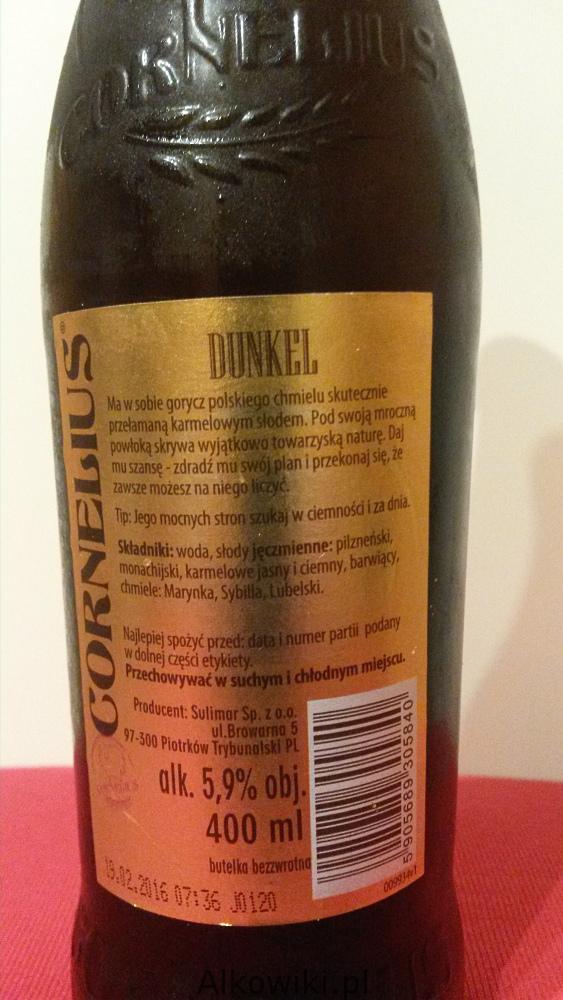 CORNELIUS
CORNELIUS®
DUNKEL
Ma w sobie gorycz polskiego chmielu skutecznie
przełamaną karmelowym słodem. Pod swoją mroczną
powłoką skrywa wyjątkowo towarzyską naturę. Daj
mu szansę - zdradź mu swój plan i przekonaj się, że
zawsze możesz na niego liczyć.
Tip: Jego mocnych stron szukaj w ciemności i za dnia.
Składniki: woda, słody jęczmienne: pilzneński,
monachijski, karmelowe jasny i ciemny, barwiący,
chmiele: Marynka, Sybilla, Lubelski.
Najlepiej spożyć przed: data i numer partii podany
w dolnej części etykiety.
Przechowywać w suchym i chłodnym miejscu.
Producent: Sulimar Sp. z o.o.
ul.Browarna 5
97-300 Piotrków Trybunalski PL
alk. 5,9% obj.
400 ml
butelka bezzwrotna
5 905689 305840
19.02.2016 07:36 J0120
Alkowiki.pl